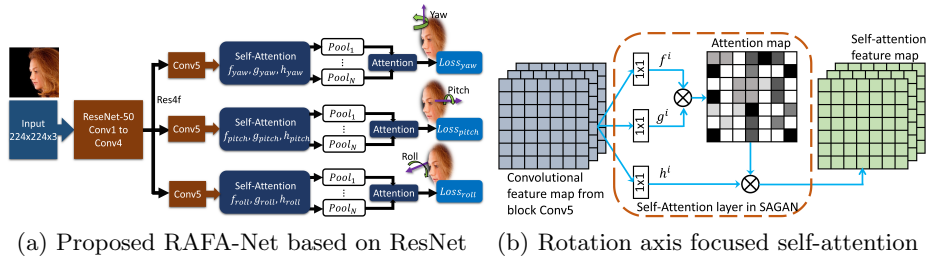 Yaw
Conv5
Self-Attention
f_yaw, g_yaw, h_yaw
Pool_1
⋮
Pool_N
Attention
Loss_yaw
Res4f
Input
224x224x3
ReseNet-50
Conv1 to
Conv4
Pitch
Conv5
Self-Attention
f_pitch, g_pitch, h_pitch
Pool_1
⋮
Pool_N
Attention
Loss_pitch
Roll
Conv5
Self-Attention
f_roll, g_roll, h_roll
Pool_1
⋮
Pool_N
Attention
Loss_roll
(a) Proposed RAFA-Net based on ResNet
Convolutional
feature map from
block Conv5
1x1
f^i
1x1
g^i
1x1
h^i
Attention map
Self-Attention layer in SAGAN
Self-attention
feature map
(b) Rotation axis focused self-attention